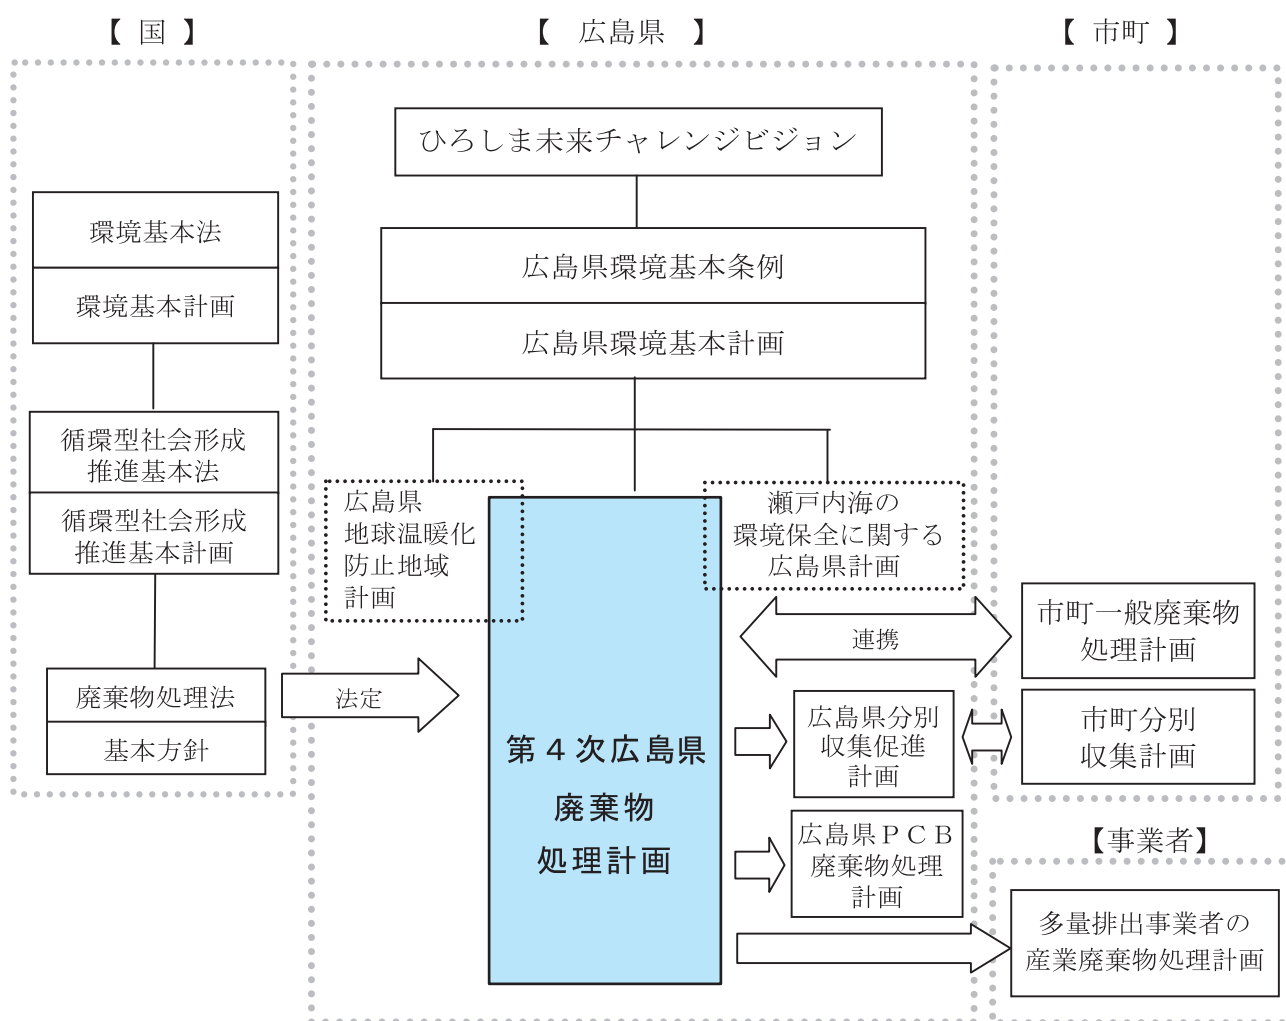 【 国 】
環境基本法
環境基本計画
循環型社会形成
推進基本法
循環型社会形成
推進基本計画
廃棄物処理法
基本方針
法定
【 広島県 】
ひろしま未来チャレンジビジョン
広島県環境基本条例
広島県環境基本計画
広島県
地球温暖化
防止地域
計画
瀬戸内海の
環境保全に関する
広島県計画
第4次広島県
廃棄物
処理計画
連携
広島県分別
収集促進
計画
広島県PCB
廃棄物処理
計画
【 市町 】
市町一般廃棄物
処理計画
市町分別
収集計画
【事業者】
多量排出事業者の
産業廃棄物処理計画